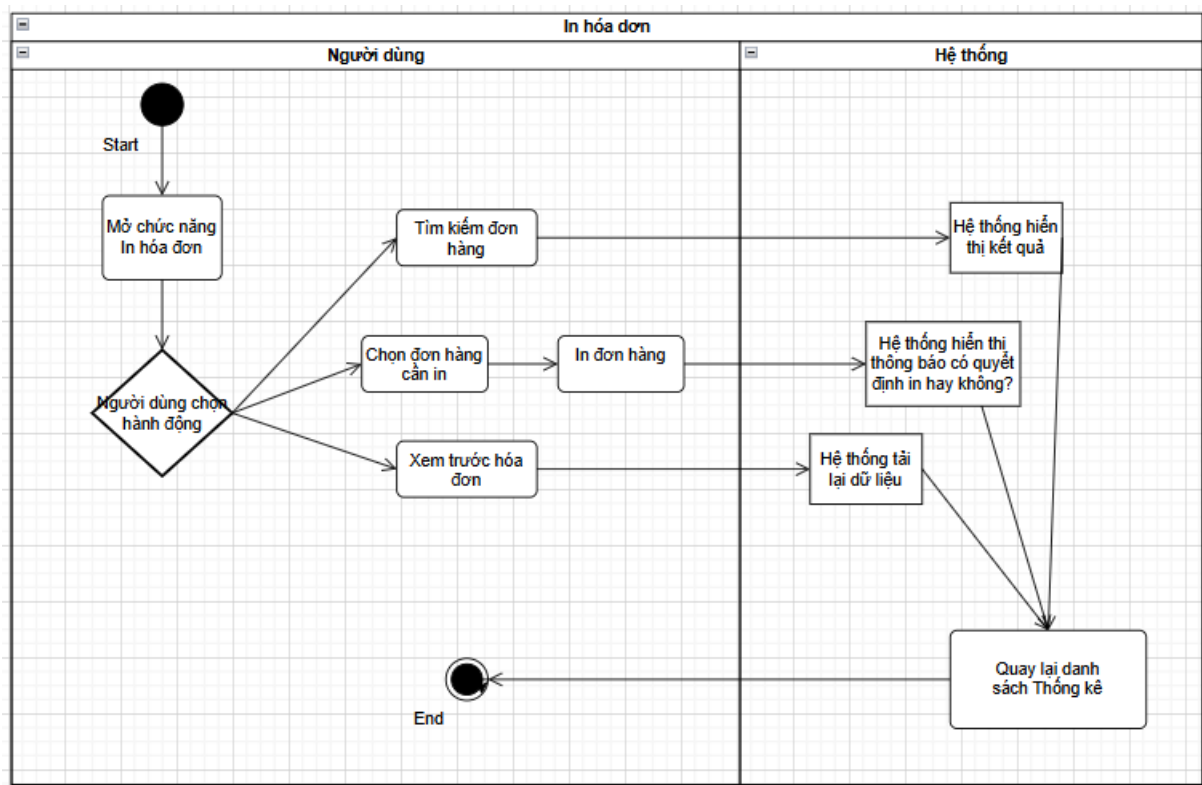 In hóa dơn
Người dùng
Hệ thống
Start
Mở chức năng
In hóa đơn
Tìm kiếm đơn
hàng
Hệ thống hiển
thị kết quả
Chọn đơn hàng
cần in
In đơn hàng
Hệ thống hiển thị
thông báo có quyết
định in hay không?
Người dùng chọn
hành động
Xem trước hóa
đơn
Hệ thống tải
lại dữ liệu
Quay lại danh
sách Thống kê
End